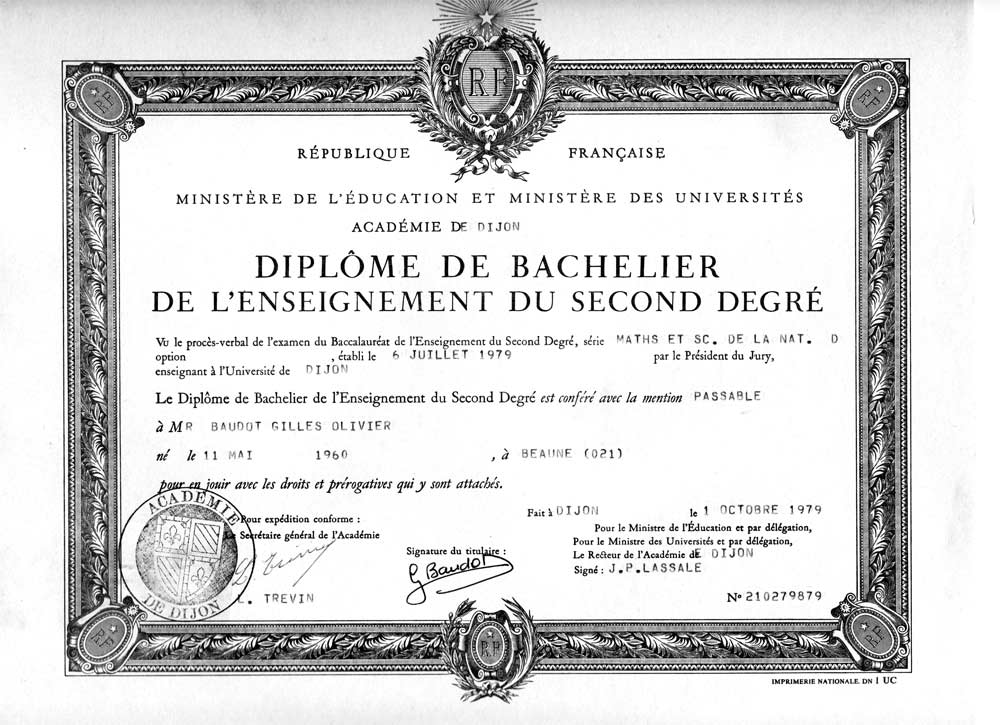 RF
RF
RF
RÉPUBLIQUE FRANÇAISE
MINISTÈRE DE L'ÉDUCATION ET MINISTÈRE DES UNIVERSITÉS
ACADÉMIE DE DIJON
DIPLÔME DE BACHELIER
DE L'ENSEIGNEMENT DU SECOND DEGRÉ
Vu le procès-verbal de l'examen du Baccalauréat de l'Enseignement du Second Degré, série MATHS ET SC. DE LA NAT. D
option , établi le 6 JUILLET 1979 par le Président du Jury,
enseignant à l'Université de DIJON
Le Diplôme de Bachelier de l'Enseignement du Second Degré est conféré avec la mention PASSABLE
à MR BAUDOT GILLES OLIVIER
né le 11 MAI 1960 , à BEAUNE (021)
pour en jouir avec les droits et prérogatives qui y sont attachés.
Fait à DIJON le 1 OCTOBRE 1979
Pour expédition conforme :
Le Secrétaire général de l'Académie
L. TREVIN
ACADÉMIE DE DIJON
Signature du titulaire :
G Baudot
Pour le Ministre de l'Éducation et par délégation,
Pour le Ministre des Universités et par délégation,
Le Recteur de l'Académie de DIJON
Signé : J.P.LASSALE
N° 210279879
RF
RF
RF
IMPRIMERIE NATIONALE. DN 1 UC